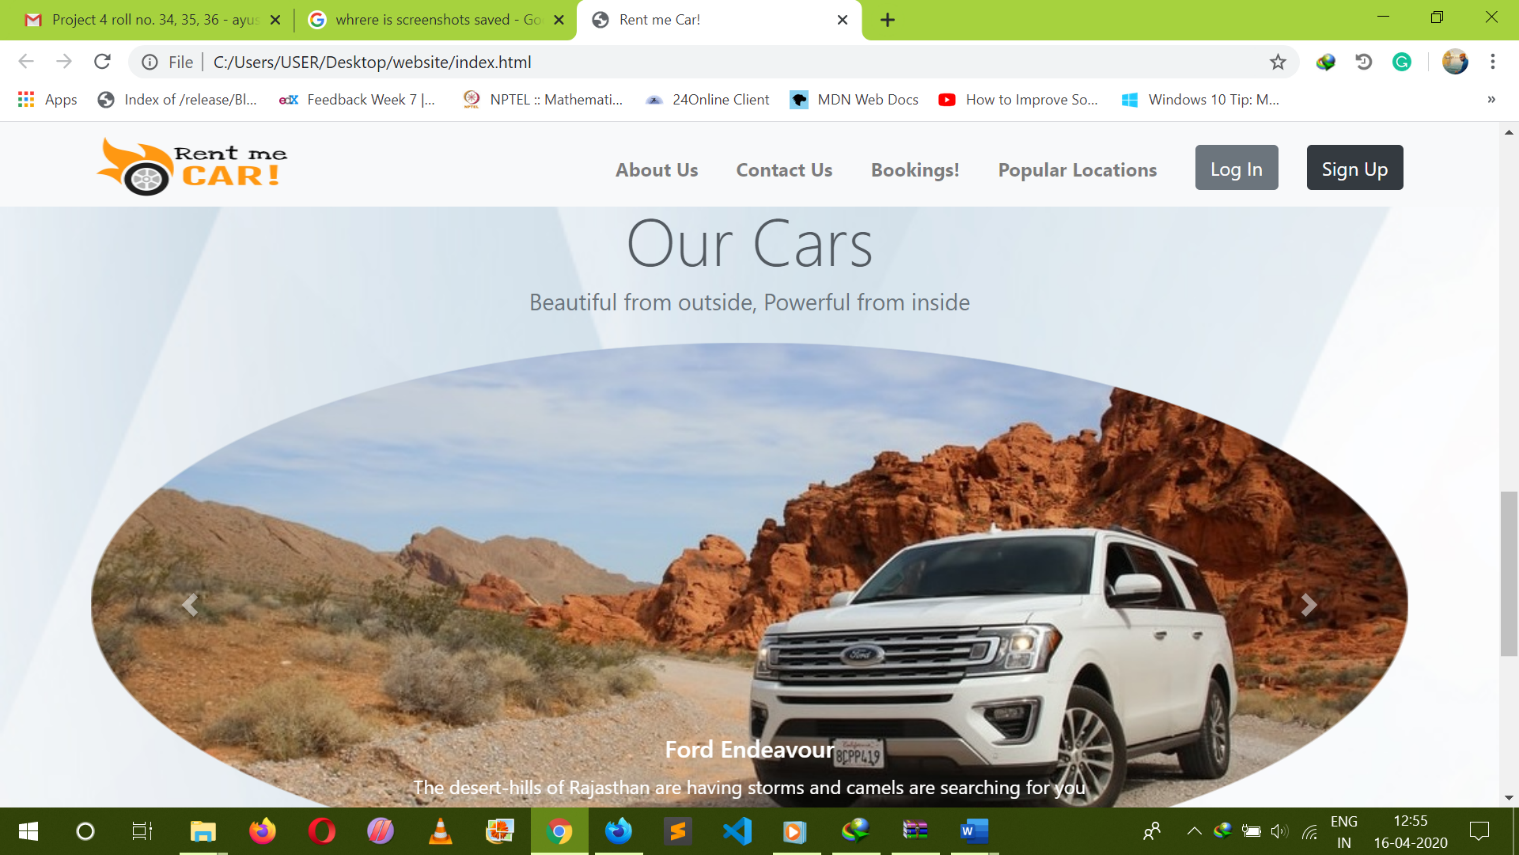 Project 4 roll no. 34, 35, 36 - ayus
whrere is screenshots saved - Go
Rent me Car!
File
C:/Users/USER/Desktop/website/index.html
Apps
Index of /release/Bl...
Feedback Week 7 |...
NPTEL :: Mathemati...
24Online Client
MDN Web Docs
How to Improve So...
Windows 10 Tip: M...
Rent me
CAR!
About Us
Contact Us
Bookings!
Popular Locations
Log In
Sign Up
Our Cars
Beautiful from outside, Powerful from inside
Ford
California
8CPP419
Ford Endeavour
The desert-hills of Rajasthan are having storms and camels are searching for you
ENG
IN
12:55
16-04-2020